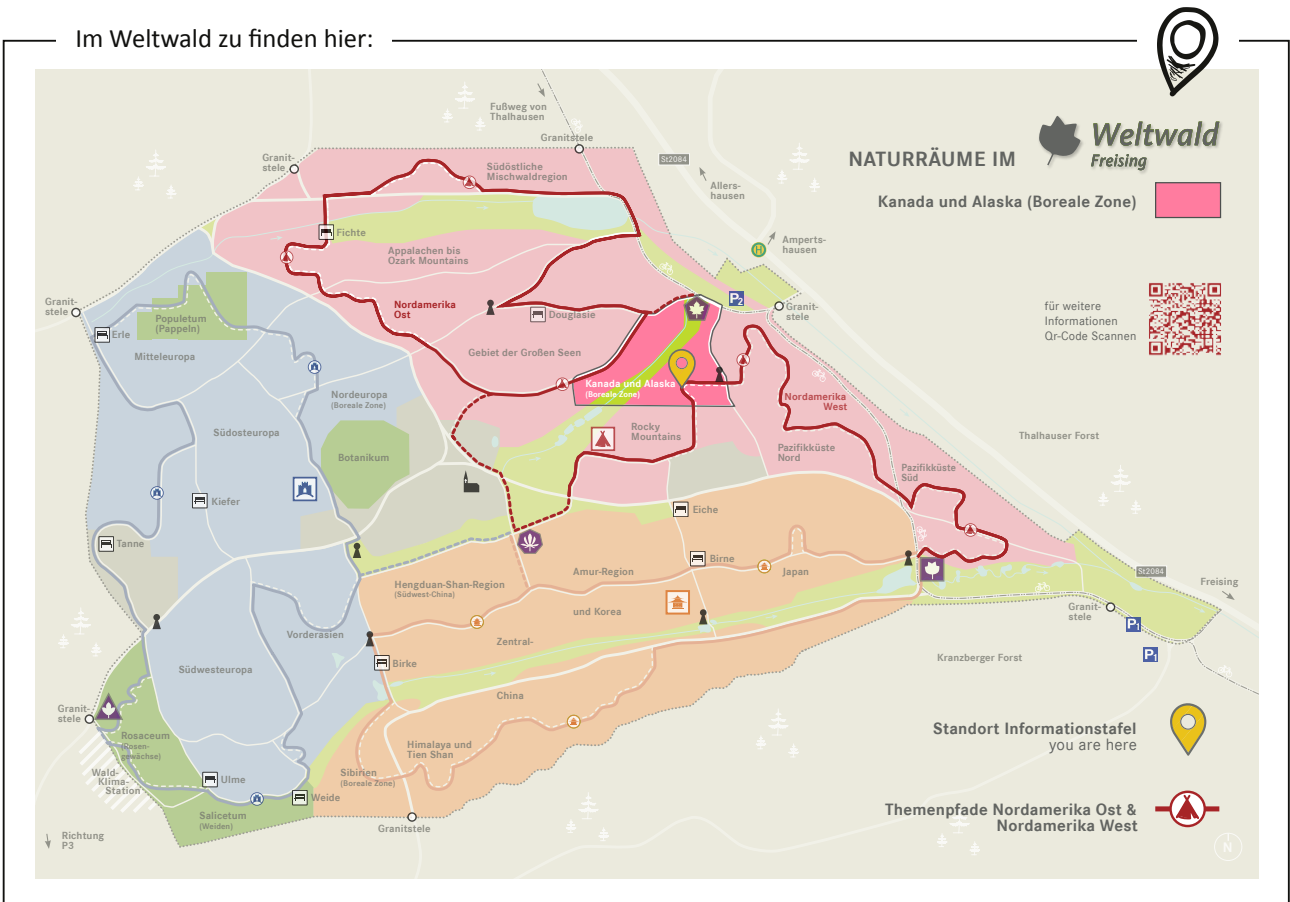 Im Weltwald zu finden hier:
Fußweg von
Thalhausen
Granitstele
Granit-
stele
Südöstliche
Mischwaldregion
St2084
Allers-
hausen
NATURRÄUME IM
Weltwald
Freising
Kanada und Alaska (Boreale Zone)
Fichte
Appalachen bis
Ozark Mountains
H
Amperts-
hausen
Granit-
stele
Nordamerika
Ost
Douglasie
P2
Granit-
stele
für weitere
Informationen
Qr-Code Scannen
Populetum
(Pappeln)
Erle
Mitteleuropa
Gebiet der Großen Seen
Kanada und Alaska
(Boreale Zone)
Nordeuropa
(Boreale Zone)
Nordamerika
West
Südosteuropa
Rocky
Mountains
Thalhauser Forst
Botanikum
Pazifikküste
Nord
Pazifikküste
Süd
Kiefer
Eiche
Tanne
Birne
Hengduan-Shan-Region
(Südwest-China)
Amur-Region
Japan
St2084
Freising
und Korea
Granit-
stele
P1
Vorderasien
Zentral-
Birke
Südwesteuropa
Kranzberger Forst
P1
China
Granit-
stele
Standort Informationstafel
you are here
Rosaceum
(Rosen-
gewächse)
Himalaya und
Tien Shan
Wald-
Klima-
Station
Ulme
Sibirien
(Boreale Zone)
Weide
Salicetum
(Weiden)
Granitstele
Themenpfade Nordamerika Ost &
Nordamerika West
Richtung
P3
N